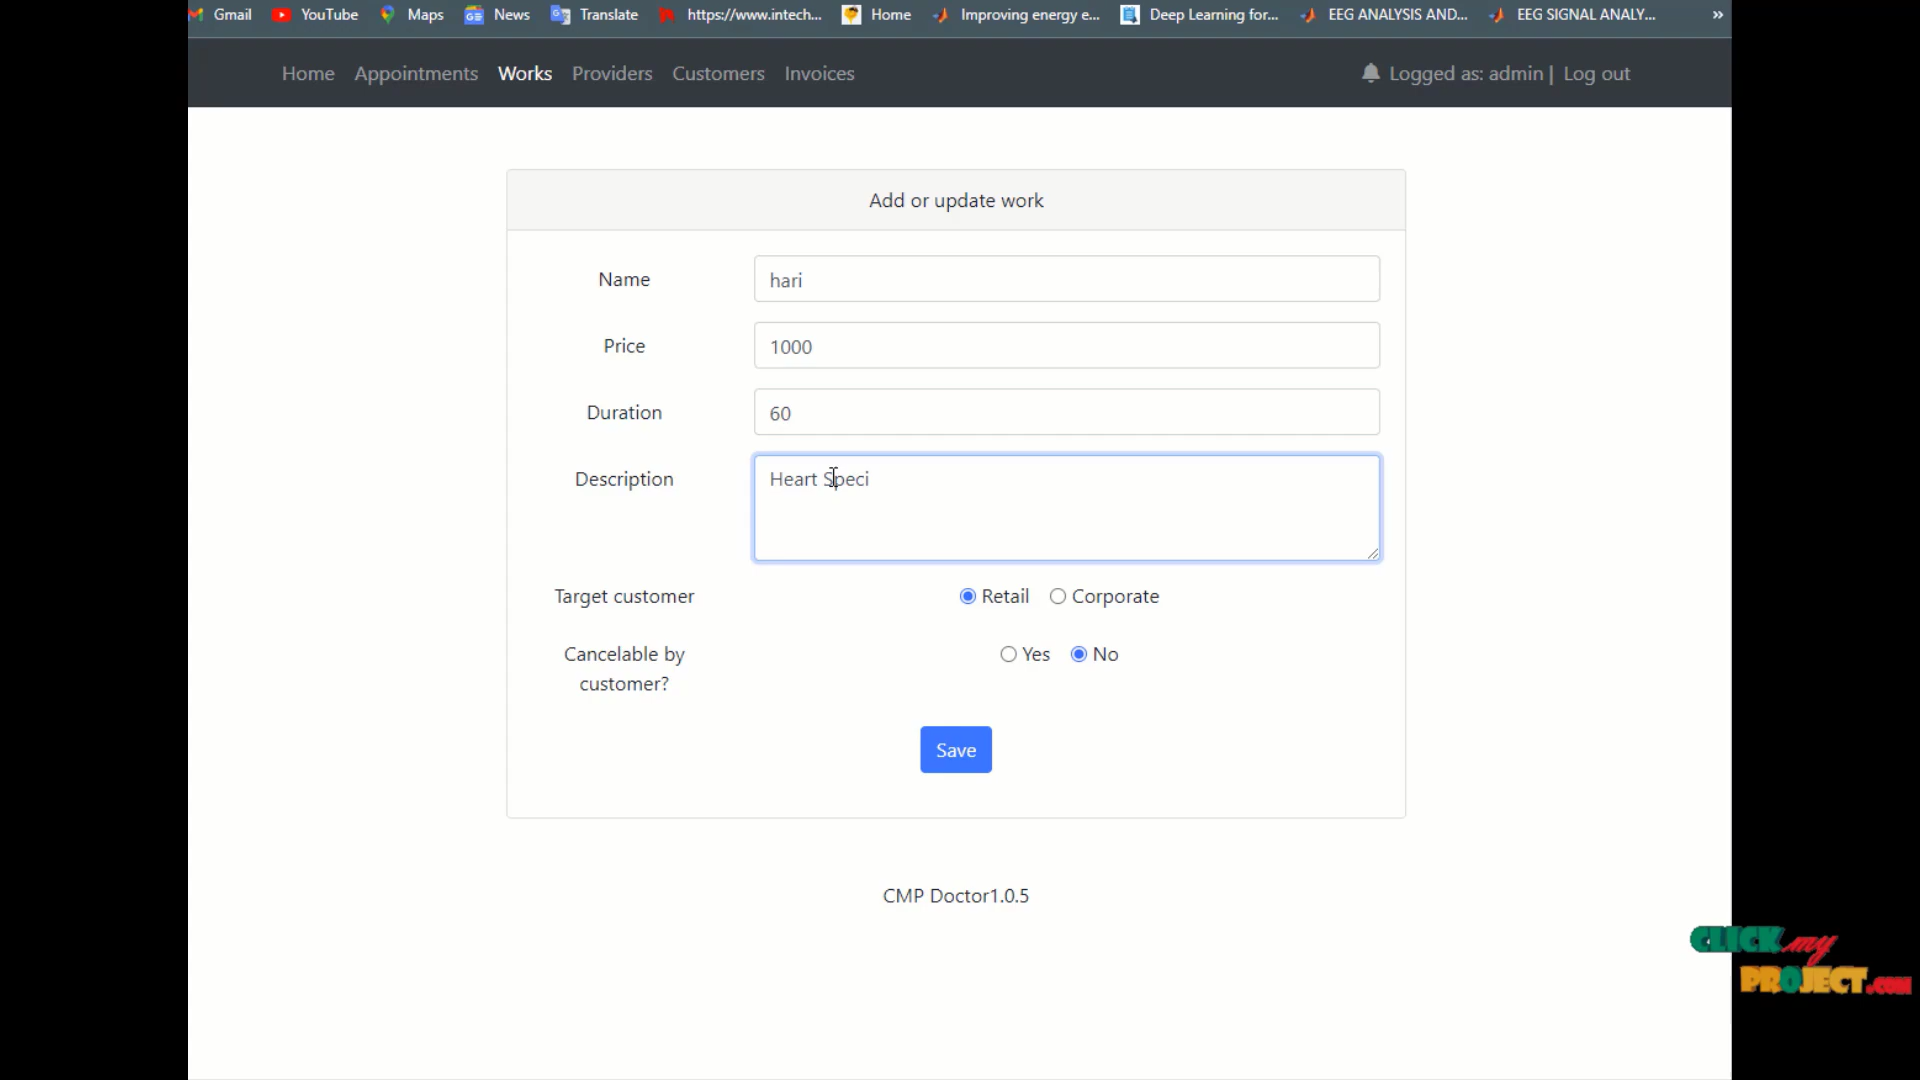 Gmail YouTube Maps News Translate https://www.intech... Home Improving energy e... Deep Learning for... EEG ANALYSIS AND... EEG SIGNAL ANALY... »
Home Appointments Works Providers Customers Invoices Logged as: admin | Log out
Add or update work
Name hari
Price 1000
Duration 60
Description Heart Speci
Target customer Retail Corporate
Cancelable by
customer?
Yes No
Save
CMP Doctor1.0.5
CLICK my
PROJECT.COM